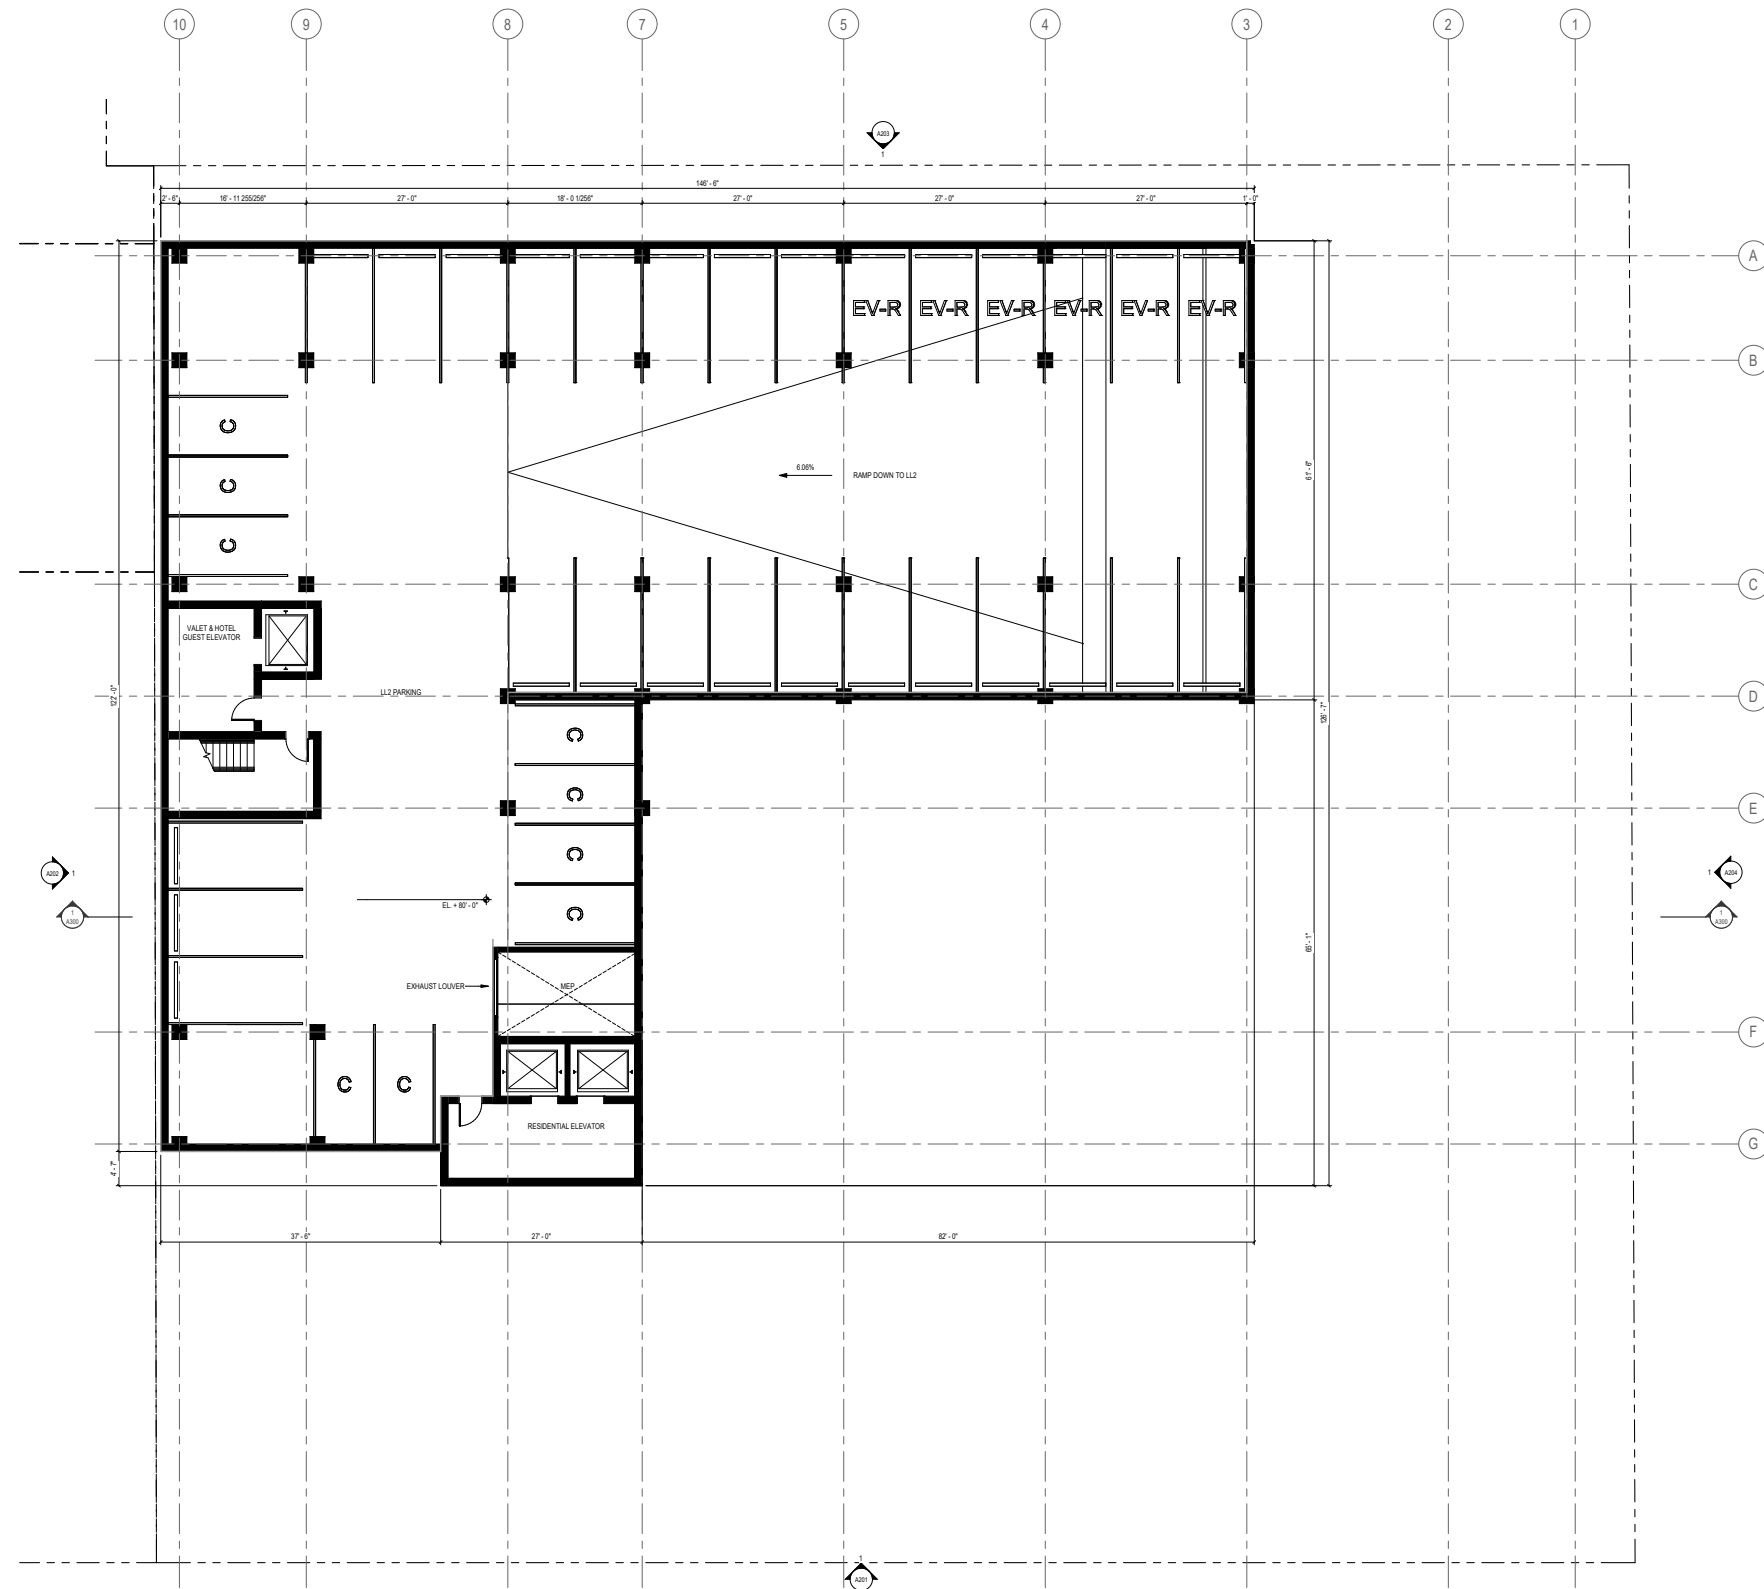 10 9 8 7 5 4 3 2 1
A203
1
146' - 6"
2' - 6" 16' - 11 255/256" 27' - 0" 18' - 0 1/256" 27' - 0" 27' - 0" 27' - 0" 1' - 0"
A
EV-R EV-R EV-R EV-R EV-R EV-R
B
C
6.06% RAMP DOWN TO LL2
61' - 6"
C
C
C
VALET & HOTEL
GUEST ELEVATOR
122' - 0"
LL2 PARKING
D
126' - 7"
C
C
E
C
A202 1
1 A204
EL. + 80' - 0"
C
1
A300
1
A300
65' - 1"
EXHAUST LOUVER
MEP
F
C C
RESIDENTIAL ELEVATOR
G
4' - 7"
37' - 6" 27' - 0" 82' - 0"
1
A201